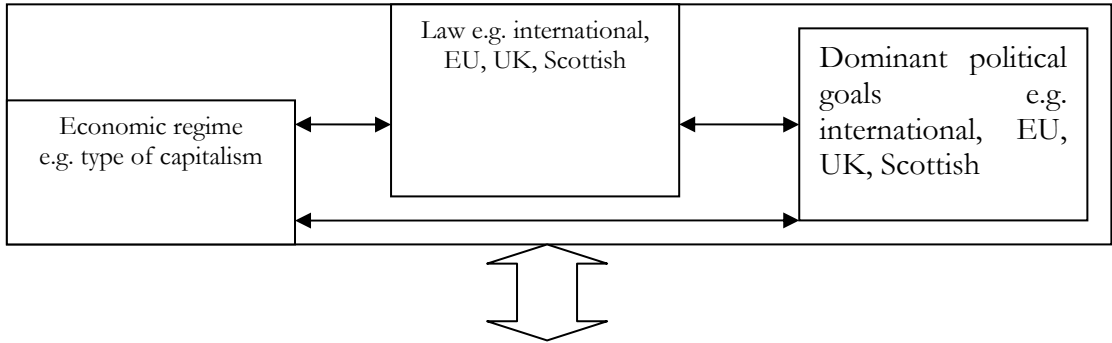 Law e.g. international,
EU, UK, Scottish
Economic regime
e.g. type of capitalism
Dominant political
goals e.g.
international, EU,
UK, Scottish